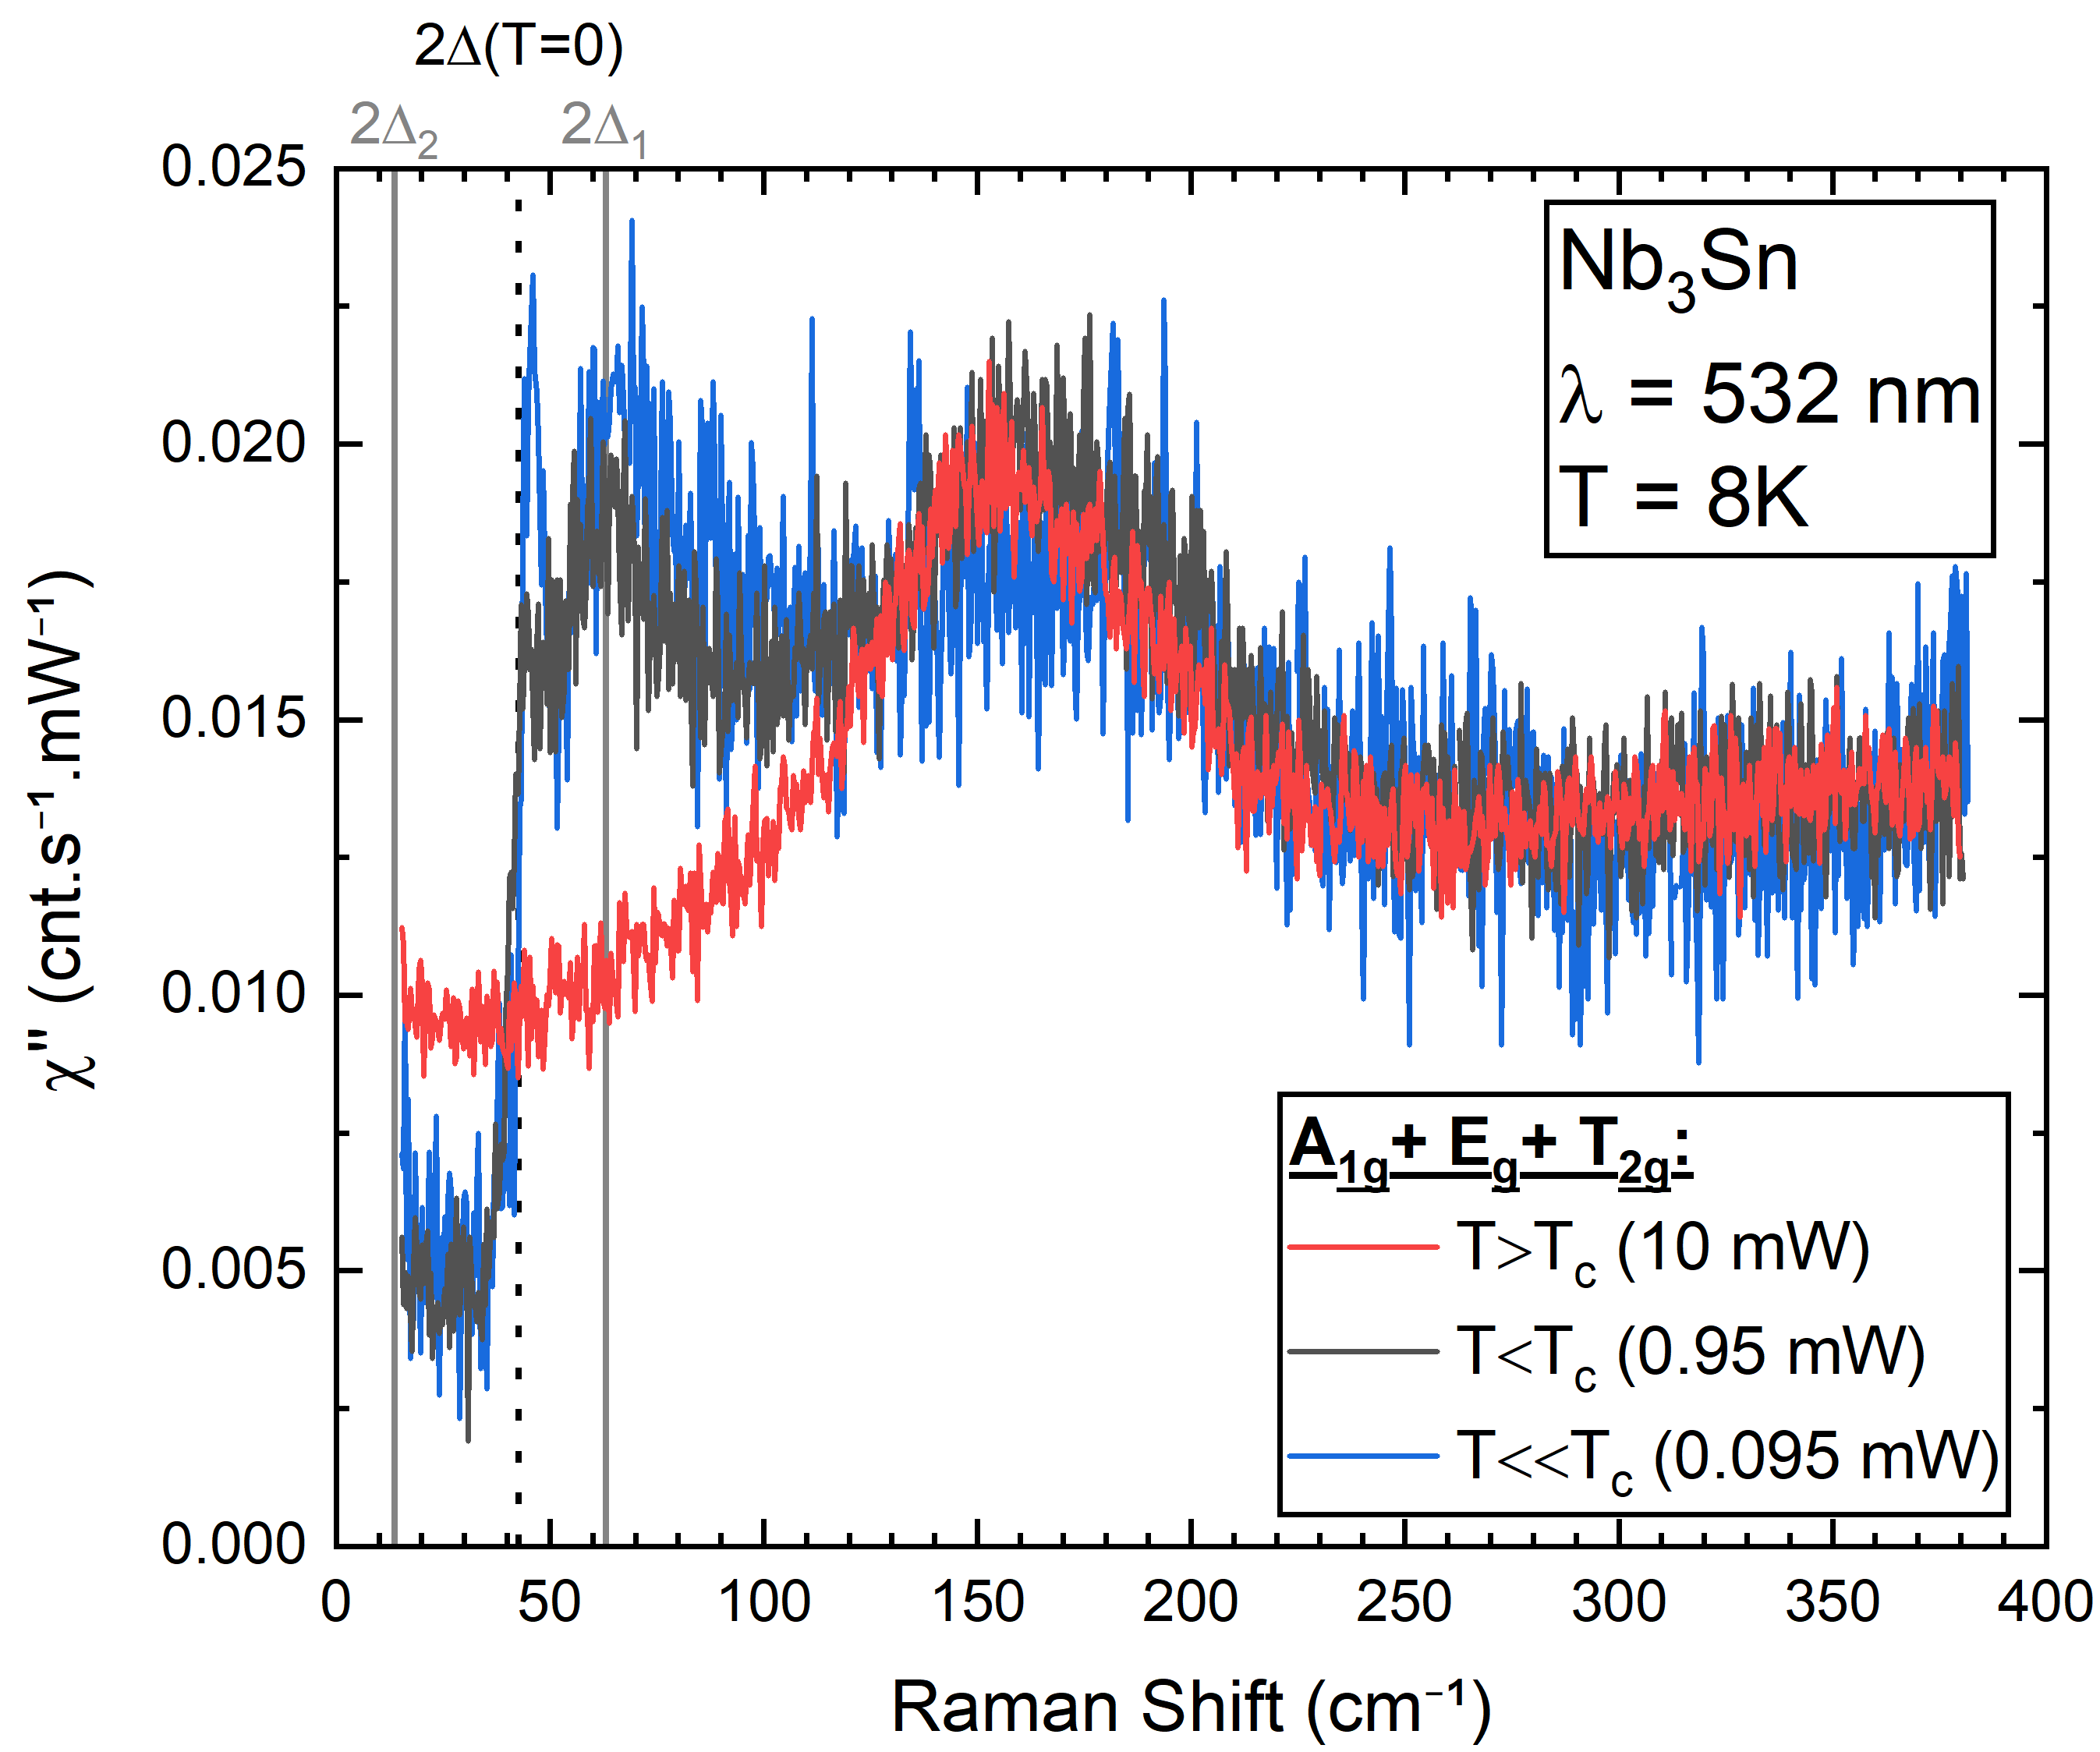 2Δ(T=0)
2Δ₂ 2Δ₁
0.025
0.020
0.015
0.010
0.005
0.000
χ'' (cnt.s⁻¹.mW⁻¹)
Nb₃Sn
λ = 532 nm
T = 8K
A₁g+ Eg+ T₂g:
T>Tc (10 mW)
T<Tc (0.95 mW)
T<<Tc (0.095 mW)
0 50 100 150 200 250 300 350 400
Raman Shift (cm⁻¹)